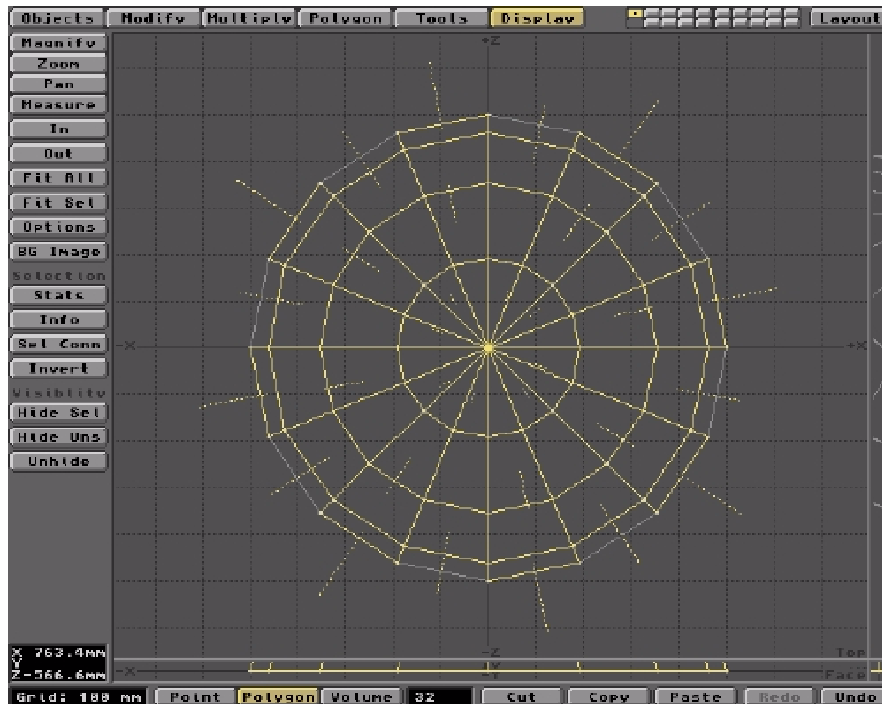 Objects Modify Multiply Polygon Tools Display Layout
Magnify
Zoom
Pan
Measure
In
Out
Fit All
Fit Sel
Options
BG Image
Selection
Stats
Info
Sel Conn
Invert
Visiblity
Hide Sel
Hide Uns
Unhide
+Z
-X +X
-Z Top
X 763.4mm
Y
Z-566.6mm
-X -Y Face
Grid: 100 mm Point Polygon Volume 32 Cut Copy Paste Redo Undo